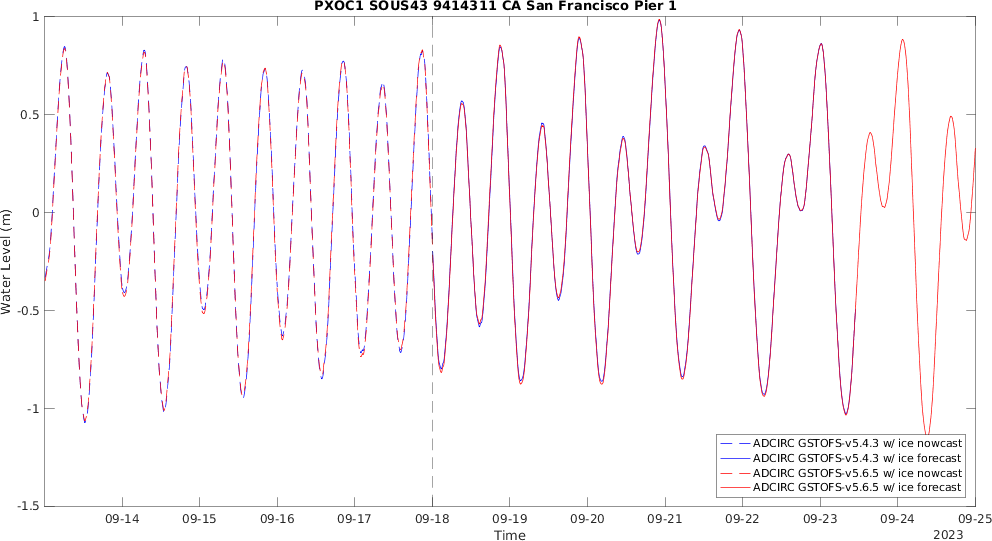 PXOC1 SOUS43 9414311 CA San Francisco Pier 1
1
0.5
0
-0.5
-1
-1.5
Water Level (m)
ADCIRC GSTOFS-v5.4.3 w/ ice nowcast
ADCIRC GSTOFS-v5.4.3 w/ ice forecast
ADCIRC GSTOFS-v5.6.5 w/ ice nowcast
ADCIRC GSTOFS-v5.6.5 w/ ice forecast
09-14 09-15 09-16 09-17 09-18 09-19 09-20 09-21 09-22 09-23 09-24 09-25
Time
2023